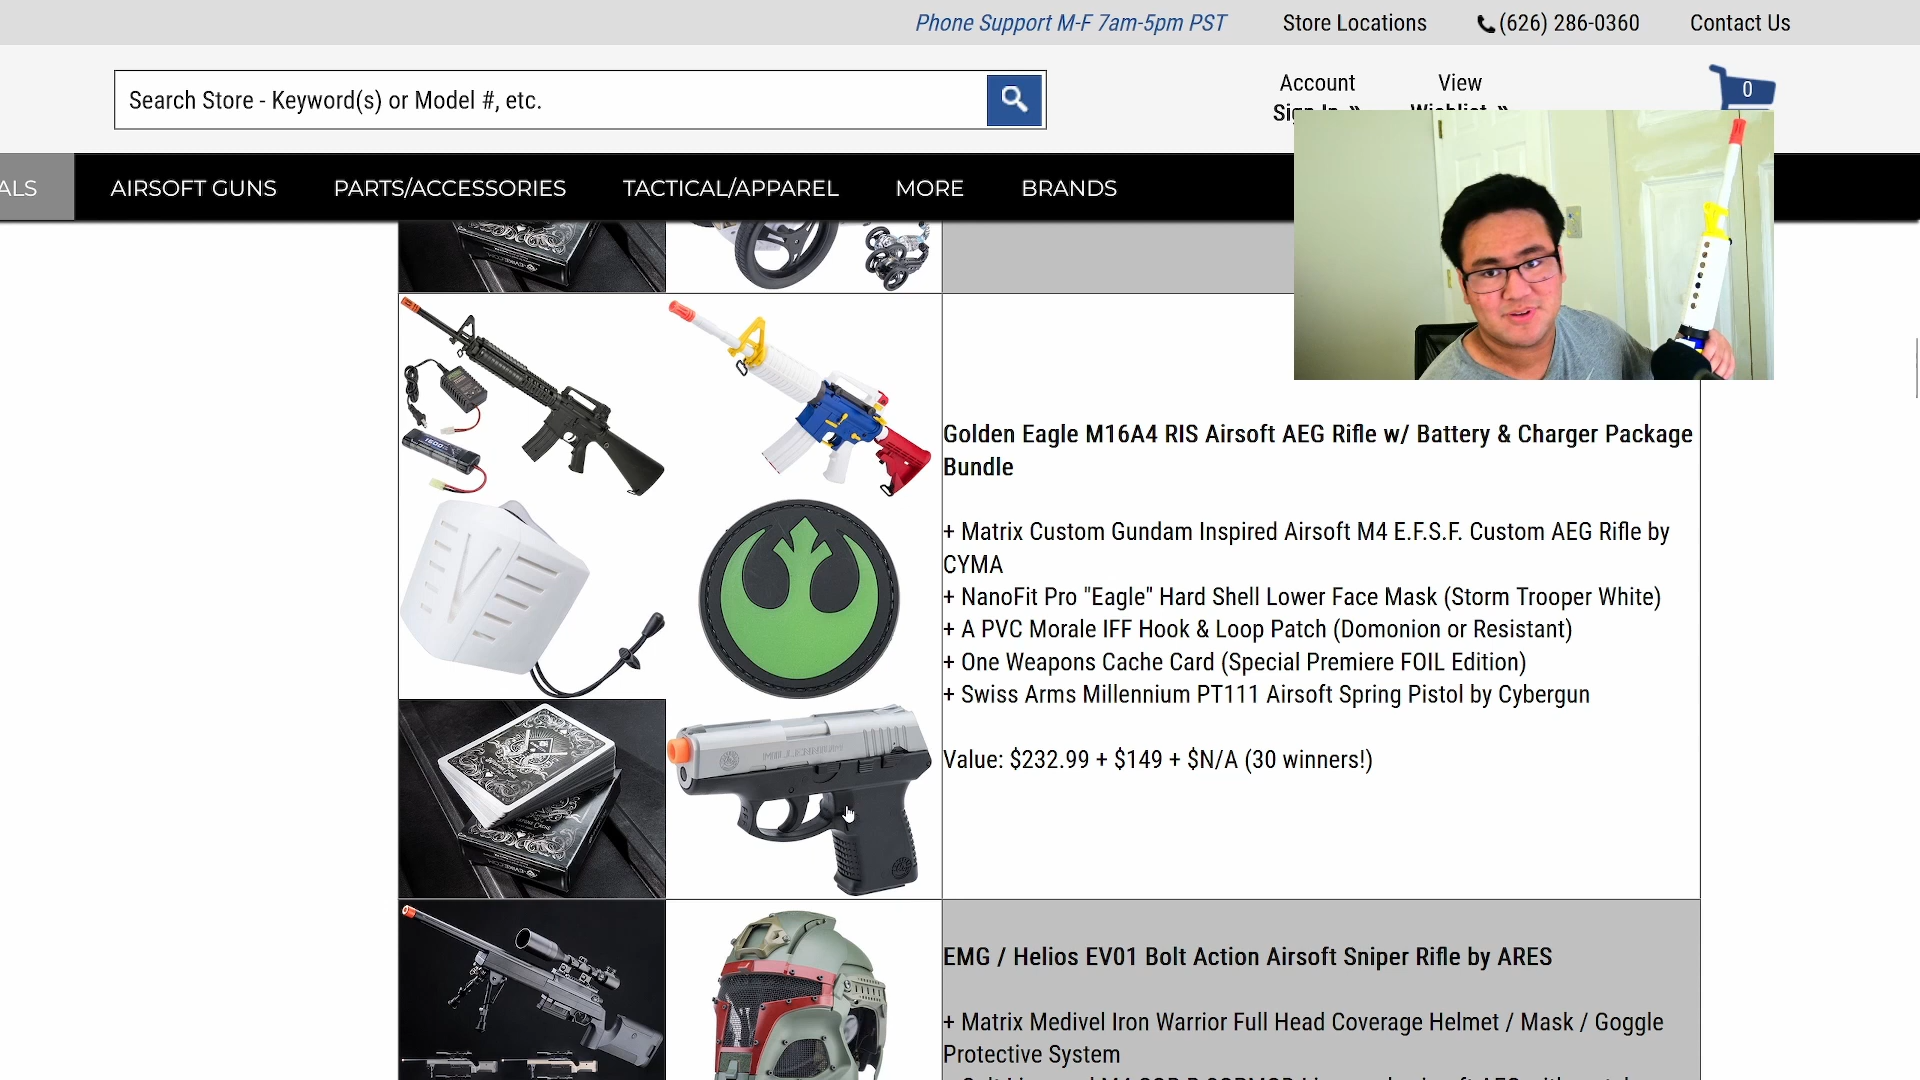 Phone Support M-F 7am-5pm PST
Store Locations
(626) 286-0360
Contact Us
Search Store - Keyword(s) or Model #, etc.
Account
View
0
Sign In »
Wishlist »
ALS
AIRSOFT GUNS
PARTS/ACCESSORIES
TACTICAL/APPAREL
MORE
BRANDS
Golden Eagle M16A4 RIS Airsoft AEG Rifle w/ Battery & Charger Package
Bundle
+ Matrix Custom Gundam Inspired Airsoft M4 E.F.S.F. Custom AEG Rifle by
CYMA
+ NanoFit Pro "Eagle" Hard Shell Lower Face Mask (Storm Trooper White)
+ A PVC Morale IFF Hook & Loop Patch (Domonion or Resistant)
+ One Weapons Cache Card (Special Premiere FOIL Edition)
+ Swiss Arms Millennium PT111 Airsoft Spring Pistol by Cybergun
Value: $232.99 + $149 + $N/A (30 winners!)
1600
MILLENNIUM
EMG / Helios EV01 Bolt Action Airsoft Sniper Rifle by ARES
+ Matrix Medivel Iron Warrior Full Head Coverage Helmet / Mask / Goggle
Protective System